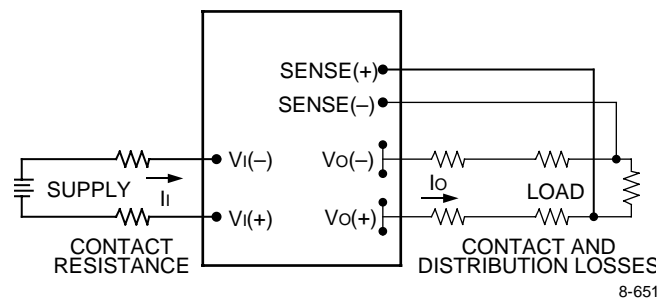 SENSE(+)
SENSE(–)
VI(–)
VO(–)
SUPPLY
II
IO
LOAD
VI(+)
VO(+)
CONTACT
RESISTANCE
CONTACT AND
DISTRIBUTION LOSSES
8-651